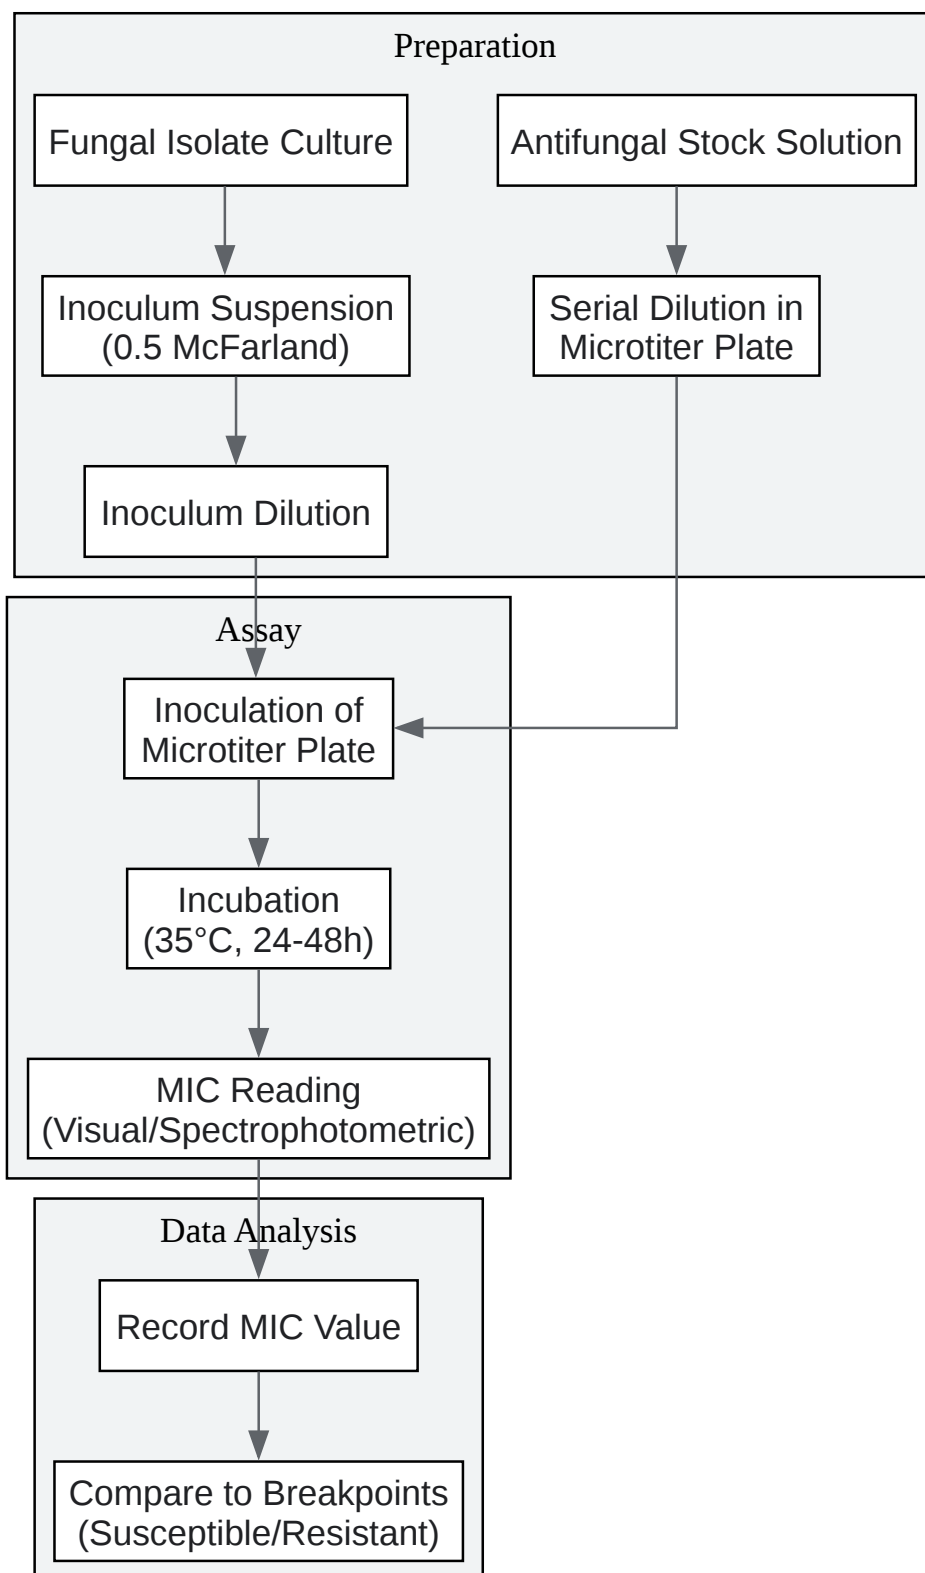 Preparation
Fungal Isolate Culture
Antifungal Stock Solution
Inoculum Suspension
(0.5 McFarland)
Serial Dilution in
Microtiter Plate
Inoculum Dilution
Assay
Inoculation of
Microtiter Plate
Incubation
(35°C, 24-48h)
MIC Reading
(Visual/Spectrophotometric)
Data Analysis
Record MIC Value
Compare to Breakpoints
(Susceptible/Resistant)